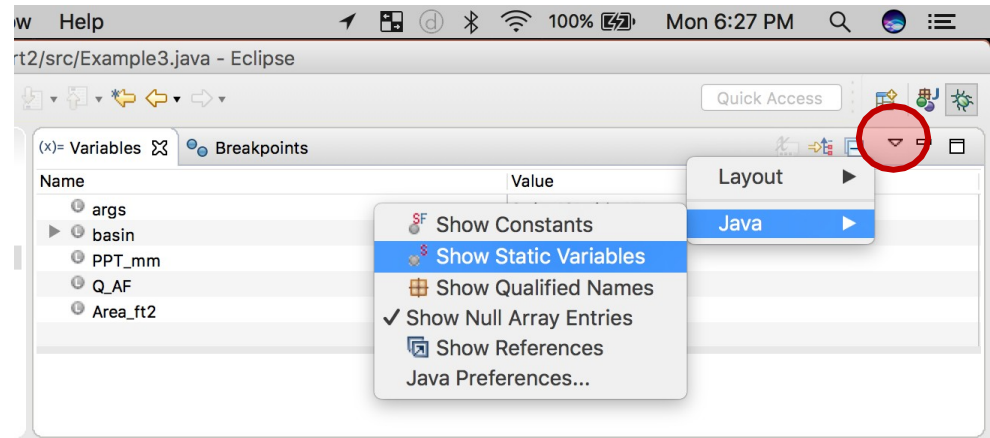 ow Help 100% Mon 6:27 PM
rt2/src/Example3.java - Eclipse
Quick Access
(x)= Variables Breakpoints
Name Value
Layout
Java
args
basin
PPT_mm
Q_AF
Area_ft2
Show Constants
Show Static Variables
Show Qualified Names
Show Null Array Entries
Show References
Java Preferences...